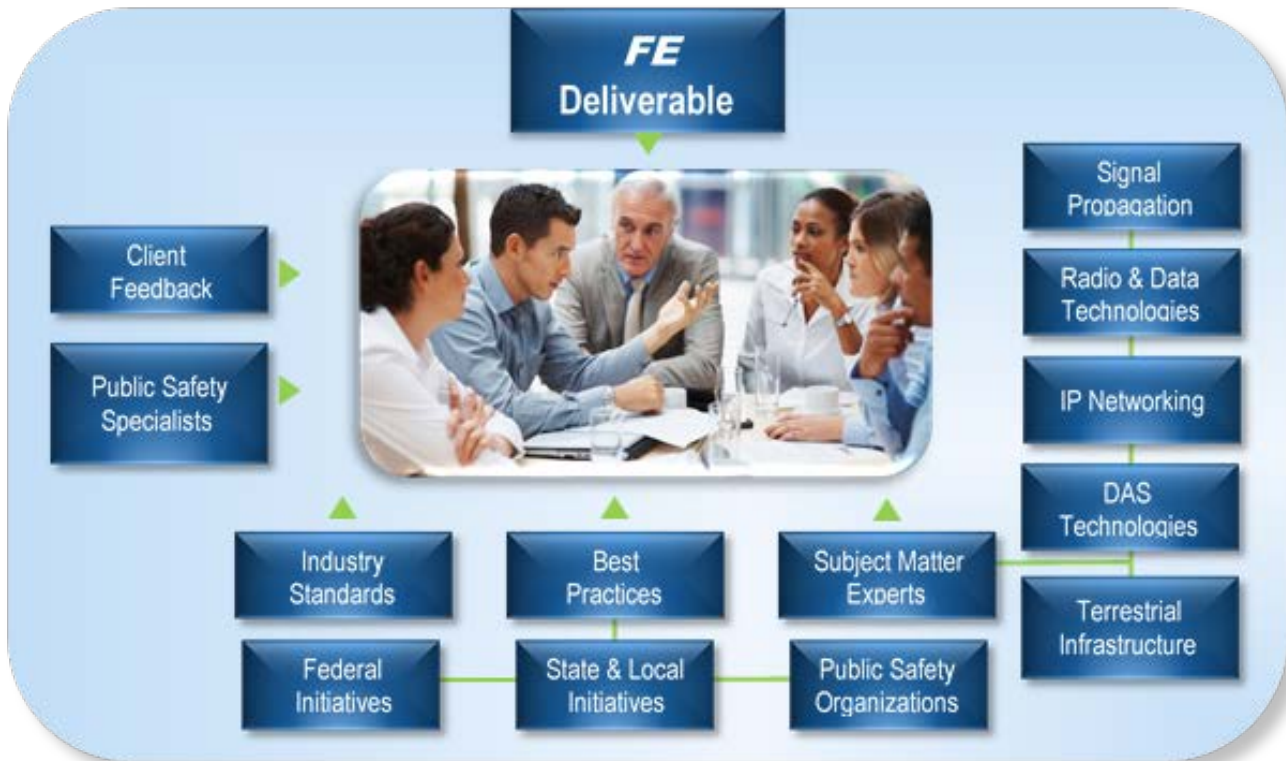 FE
Deliverable
Client
Feedback
Public Safety
Specialists
Signal
Propagation
Radio & Data
Technologies
IP Networking
DAS
Technologies
Terrestrial
Infrastructure
Industry
Standards
Best
Practices
Subject Matter
Experts
Federal
Initiatives
State & Local
Initiatives
Public Safety
Organizations